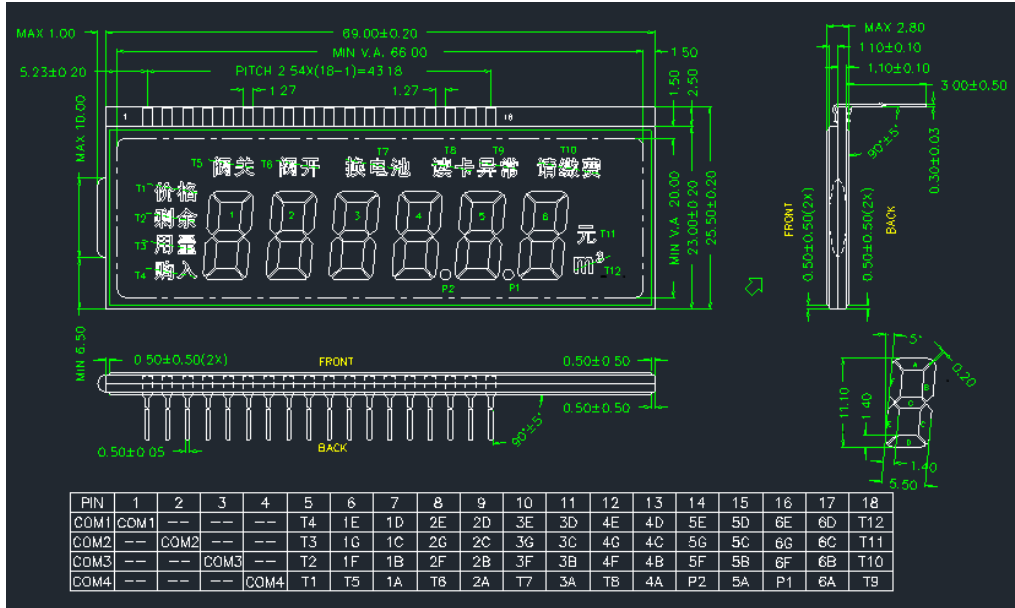 MAX 1.00
69.00±0.20
MIN V.A. 66.00
1.50
5.23±0.20
PITCH 2.54X(18-1)=43.18
1.27
1.27
1.50
2.50
MAX 10.00
1
18
T5 阀关
T6 阀开
T7 换电池
T8 读卡异常 T9
T10 请缴费
T1 价格
T2 剩余
T3 用量
T4 购入
1 2 3 4 5 6
元 T11
m³ T12
P2
P1
MIN V.A 20.00
23.00±0.20
25.50±0.20
MIN 6.50
MAX 2.80
1.10±0.10
1.10±0.10
3.00±0.50
90°±5°
0.30±0.03
FRONT
BACK
0.50±0.50(2X)
0.50±0.50(2X)
0.50±0.50(2X)
FRONT
0.50±0.50
0.50±0.50
0.50±0.05
BACK
90°±5°
5°
0.20
11.10
1.40
1.40
5.50
A
B
D
PIN 1 2 3 4 5 6 7 8 9 10 11 12 13 14 15 16 17 18
COM1 COM1 -- -- -- T4 1E 1D 2E 2D 3E 3D 4E 4D 5E 5D 6E 6D T12
COM2 -- COM2 -- -- T3 1G 1C 2G 2C 3G 3C 4G 4C 5G 5C 6G 6C T11
COM3 -- -- COM3 -- T2 1F 1B 2F 2B 3F 3B 4F 4B 5F 5B 6F 6B T10
COM4 -- -- -- COM4 T1 T5 1A T6 2A T7 3A T8 4A P2 5A P1 6A T9